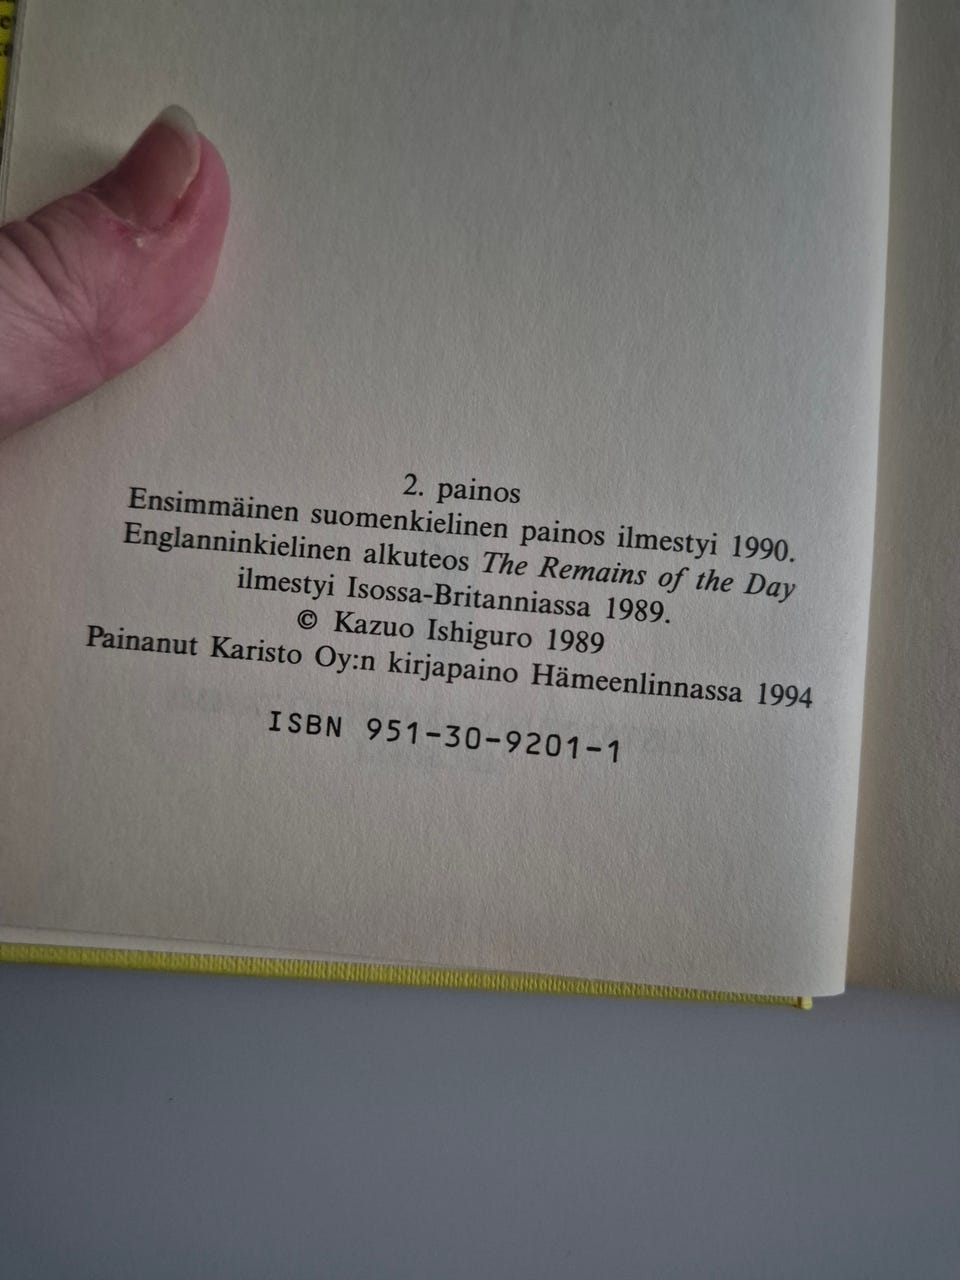 2. painos
Ensimmäinen suomenkielinen painos ilmestyi 1990.
Englanninkielinen alkuteos The Remains of the Day
ilmestyi Isossa-Britanniassa 1989.
© Kazuo Ishiguro 1989
Painanut Karisto Oy:n kirjapaino Hämeenlinnassa 1994
ISBN 951-30-9201-1